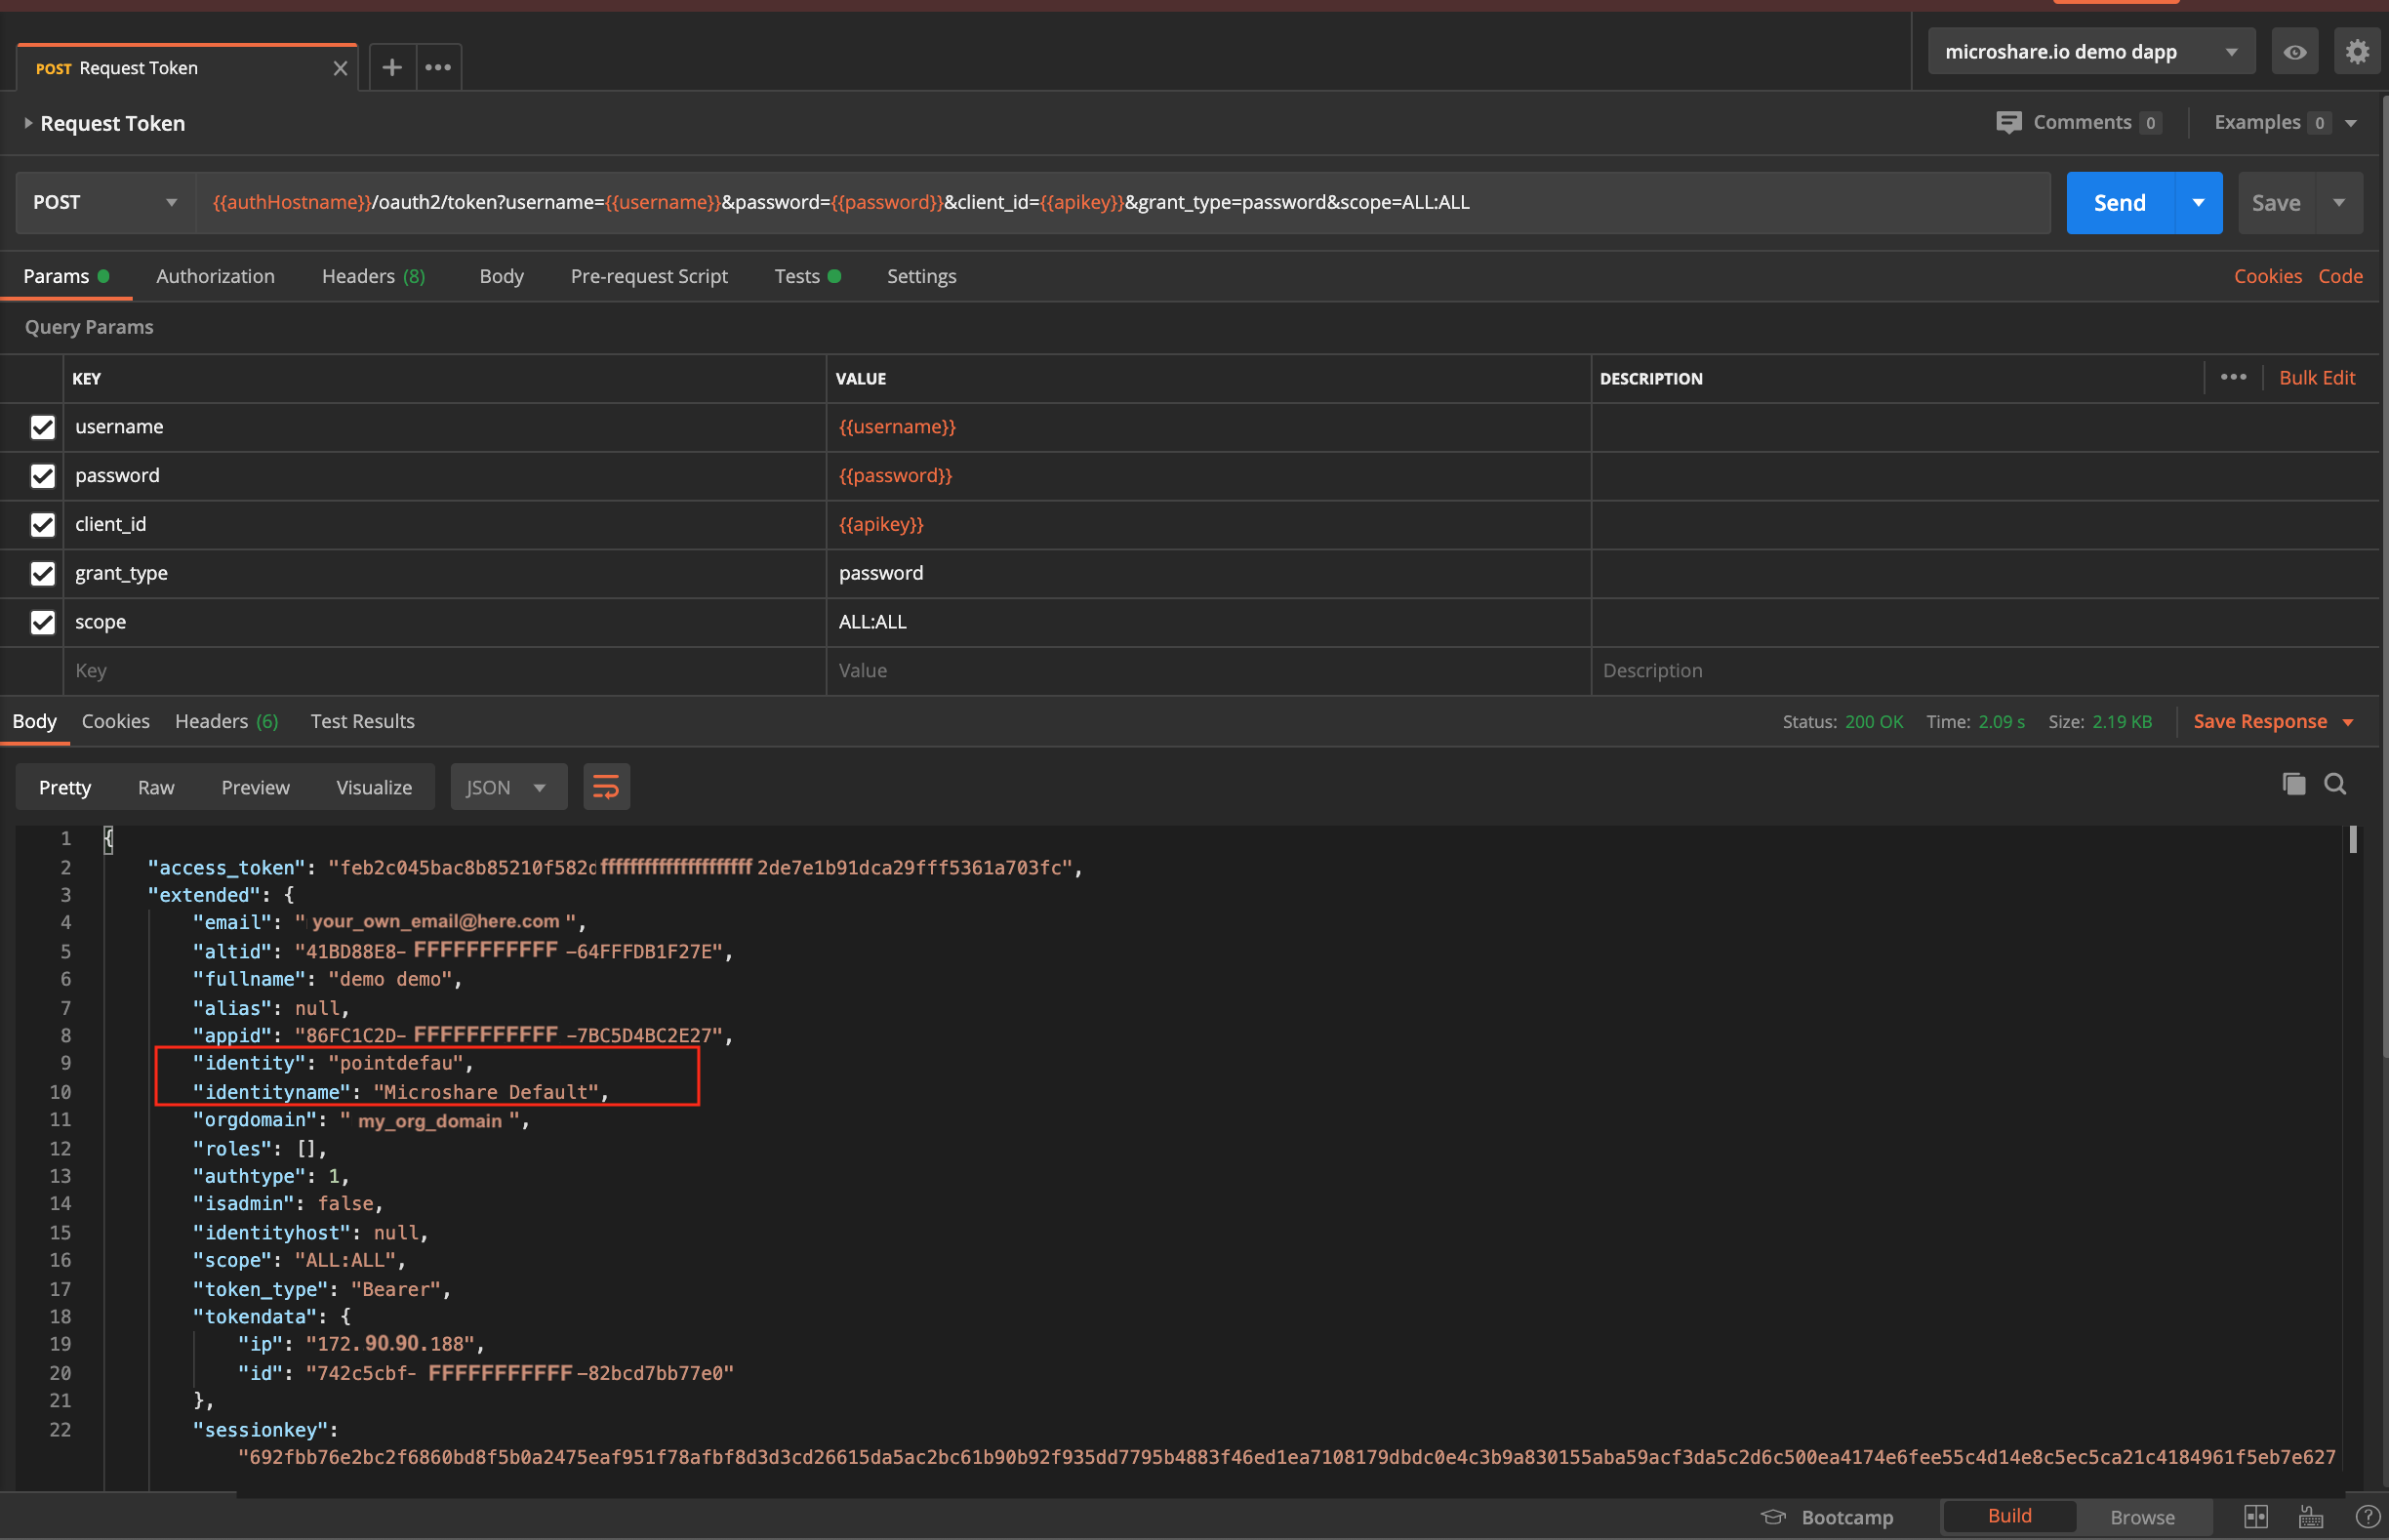 POST Request Token
microshare.io demo dapp
Request Token
Comments 0
Examples 0
POST
{{authHostname}}/oauth2/token?username={{username}}&password={{password}}&client_id={{apikey}}&grant_type=password&scope=ALL:ALL
Send
Save
Params
Authorization
Headers (8)
Body
Pre-request Script
Tests
Settings
Cookies
Code
Query Params
KEY VALUE DESCRIPTION
Bulk Edit
username {{username}}
password {{password}}
client_id {{apikey}}
grant_type password
scope ALL:ALL
Key Value Description
Body Cookies Headers (6) Test Results
Status: 200 OK Time: 2.09 s Size: 2.19 KB Save Response
Pretty Raw Preview Visualize JSON
1 {
2 "access_token": "feb2c045bac8b85210f582cffffffffffffffffffffff2de7e1b91dca29fff5361a703fc",
3 "extended": {
4 "email": " your_own_email@here.com ",
5 "altid": "41BD88E8- FFFFFFFFFFF -64FFFDB1F27E",
6 "fullname": "demo demo",
7 "alias": null,
8 "appid": "86FC1C2D- FFFFFFFFFFF -7BC5D4BC2E27",
9 "identity": "pointdefau",
10 "identityname": "Microshare Default",
11 "orgdomain": " my_org_domain ",
12 "roles": [],
13 "authtype": 1,
14 "isadmin": false,
15 "identityhost": null,
16 "scope": "ALL:ALL",
17 "token_type": "Bearer",
18 "tokendata": {
19 "ip": "172.90.90.188",
20 "id": "742c5cbf- FFFFFFFFFFF -82bcd7bb77e0"
21 },
22 "sessionkey":
"692fbb76e2bc2f6860bd8f5b0a2475eaf951f78afbf8d3d3cd26615da5ac2bc61b90b92f935dd7795b4883f46ed1ea7108179dbdc0e4c3b9a830155aba59acf3da5c2d6c500ea4174e6fee55c4d14e8c5ec5ca21c4184961f5eb7e627
Bootcamp
Build
Browse